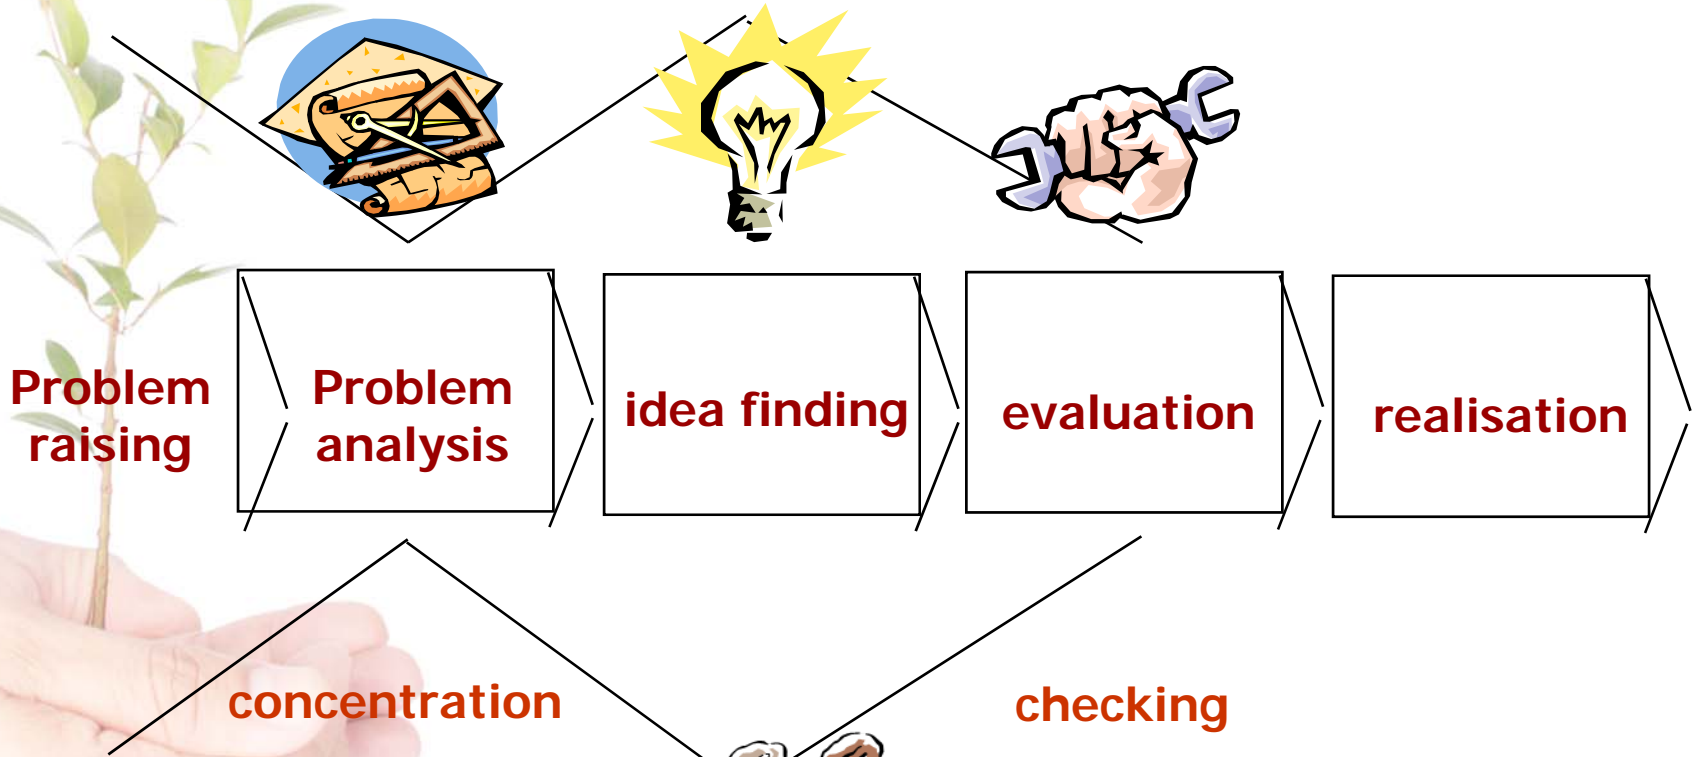 Problem
raising
Problem
analysis
idea finding
evaluation
realisation
concentration
checking